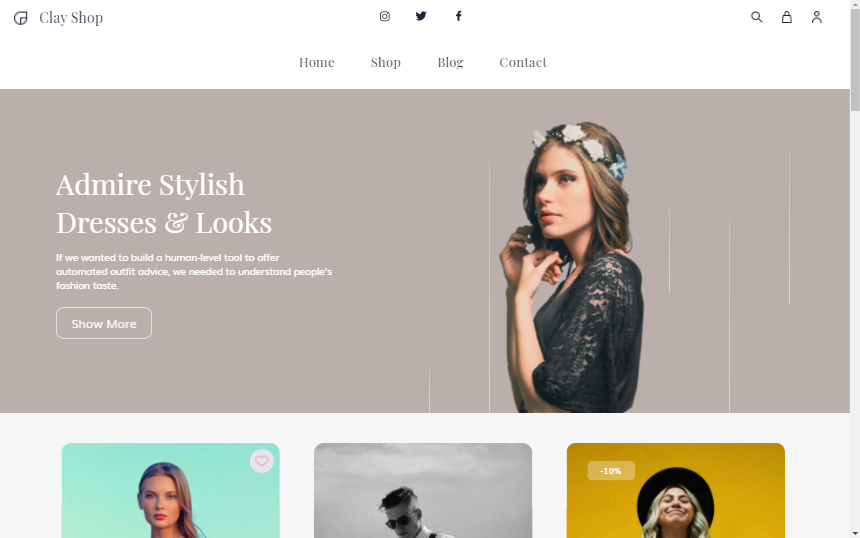 Clay Shop
Home Shop Blog Contact
Admire Stylish
Dresses & Looks
If we wanted to build a human-level tool to offer
automated outfit advice, we needed to understand people's
fashion taste.
Show More
-10%